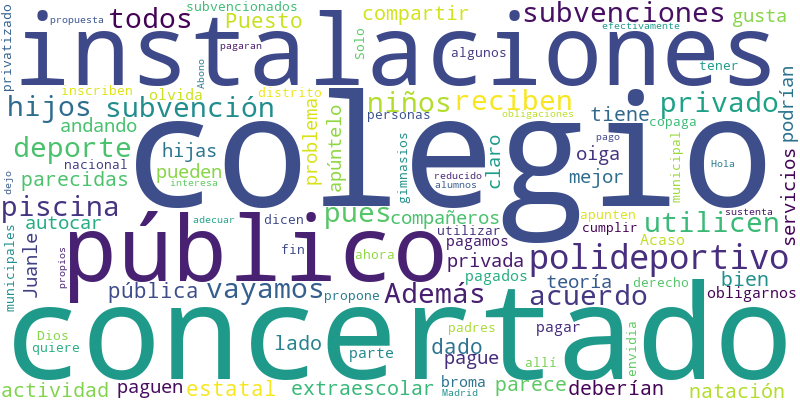 privatizado propuesta subvencionados compartir subvenciones
todos Puesto pagaran Solo algunos efectivamente gusta
instalaciones
Abono tener
inscriben olvida distrito
hijos subvención problema niños reciben tiene privado podrían
andando apúntelo personas obligaciones copaga
deporte hijas gimnasios claro oiga municipal servicios
nacional pueden reducido pago Hola
parecidas colegio mejor
dejo interesa alumnos
piscina pues compañeros apunten utilicen sustenta
autocar adecuar dicen utilizar cumplir
municipales Juanle público fin ahora pagamos Acaso polideportivo
propios privada teoría bien
pública vayamos propone pagados derecho
Además acuerdo obligarnos
concertado
Dios lado dado padres pagar envidia
quiere parte pague allí
actividad paguen estatal extraescolar broma parece deberían natación
Madrid